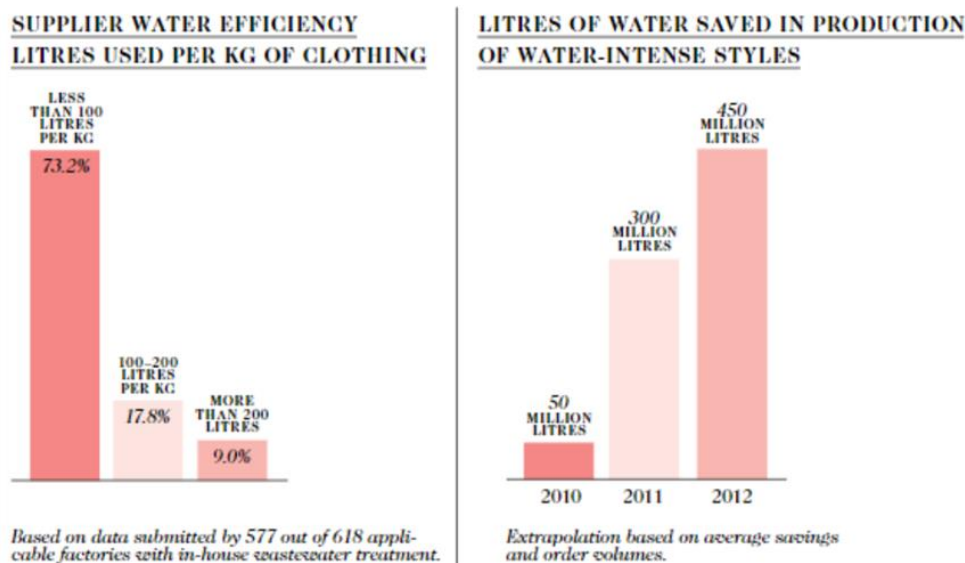 SUPPLIER WATER EFFICIENCY
LITRES USED PER KG OF CLOTHING
LESS
THAN 100
LITRES
PER KG
73.2%
100–200
LITRES
PER KG
17.8%
MORE
THAN 200
LITRES
9.0%
Based on data submitted by 577 out of 618 appli-
cable factories with in-house wastewater treatment.
LITRES OF WATER SAVED IN PRODUCTION
OF WATER-INTENSE STYLES
50
MILLION
LITRES
300
MILLION
LITRES
450
MILLION
LITRES
2010 2011 2012
Extrapolation based on average savings
and order volumes.